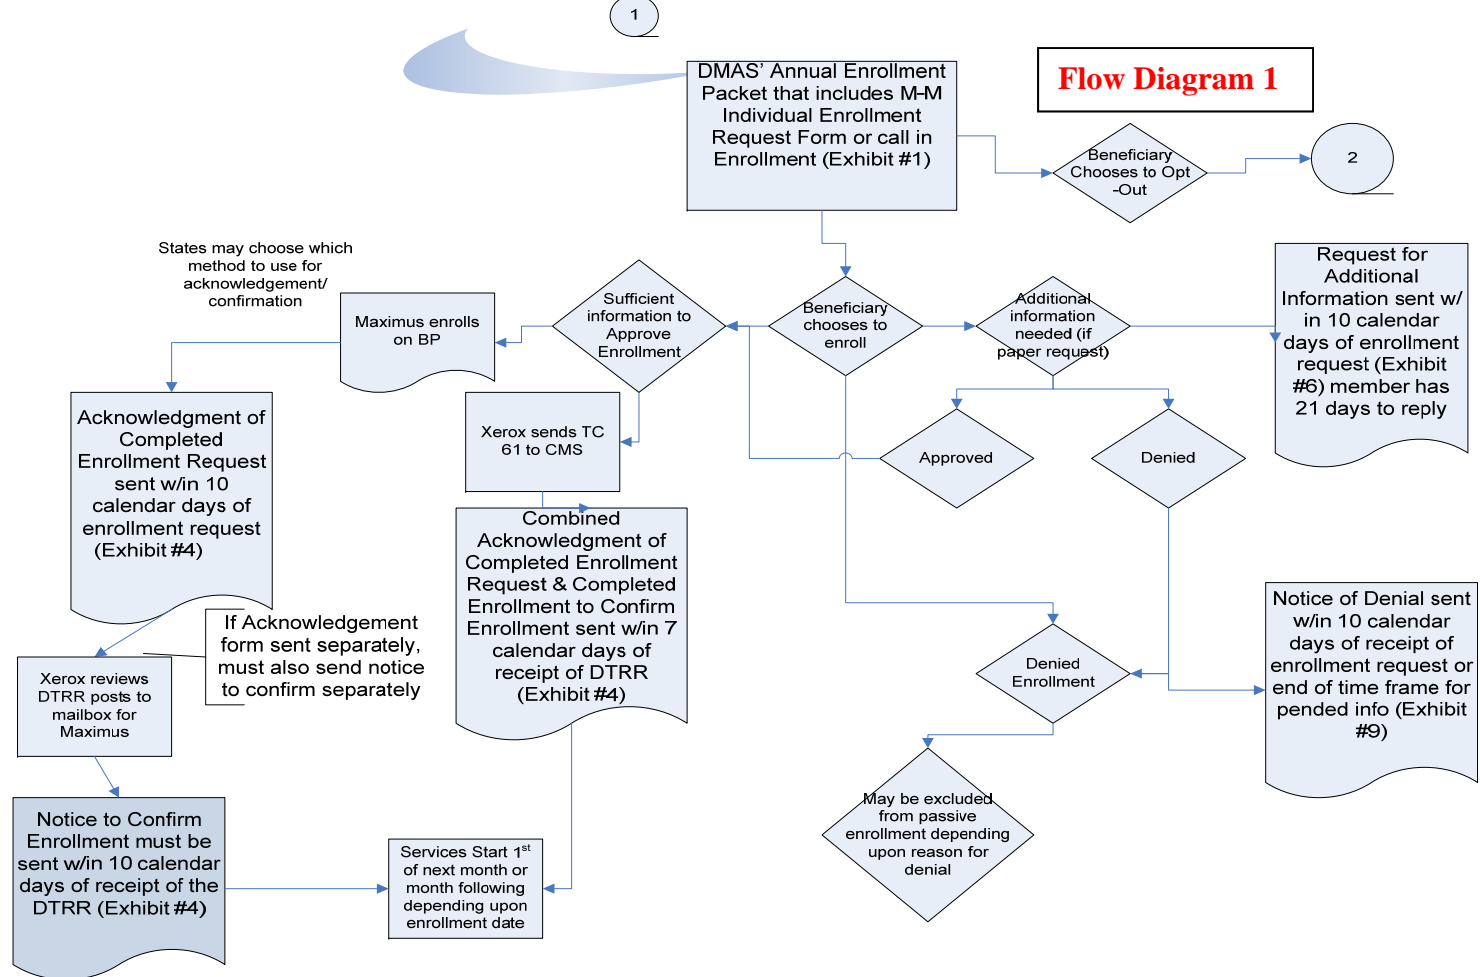 1
DMAS’ Annual Enrollment
Packet that includes M-M
Individual Enrollment
Request Form or call in
Enrollment (Exhibit #1)
Flow Diagram 1
Beneficiary
Chooses to Opt
-Out
2
States may choose which
method to use for
acknowledgement/
confirmation
Maximus enrolls
on BP
Sufficient
information to
Approve
Enrollment
Beneficiary
chooses to
enroll
Additional
information
needed (if
paper request)
Request for
Additional
Information sent w/
in 10 calendar
days of enrollment
request (Exhibit
#6) member has
21 days to reply
Acknowledgment of
Completed
Enrollment Request
sent w/in 10
calendar days of
enrollment request
(Exhibit #4)
Xerox sends TC
61 to CMS
Approved
Denied
Combined
Acknowledgment of
Completed Enrollment
Request & Completed
Enrollment to Confirm
Enrollment sent w/in 7
calendar days of
receipt of DTRR
(Exhibit #4)
If Acknowledgement
form sent separately,
must also send notice
to confirm separately
Xerox reviews
DTRR posts to
mailbox for
Maximus
Denied
Enrollment
Notice of Denial sent
w/in 10 calendar
days of receipt of
enrollment request or
end of time frame for
pended info (Exhibit
#9)
Notice to Confirm
Enrollment must be
sent w/in 10 calendar
days of receipt of the
DTRR (Exhibit #4)
Services Start 1st
of next month or
month following
depending upon
enrollment date
May be excluded
from passive
enrollment depending
upon reason for
denial